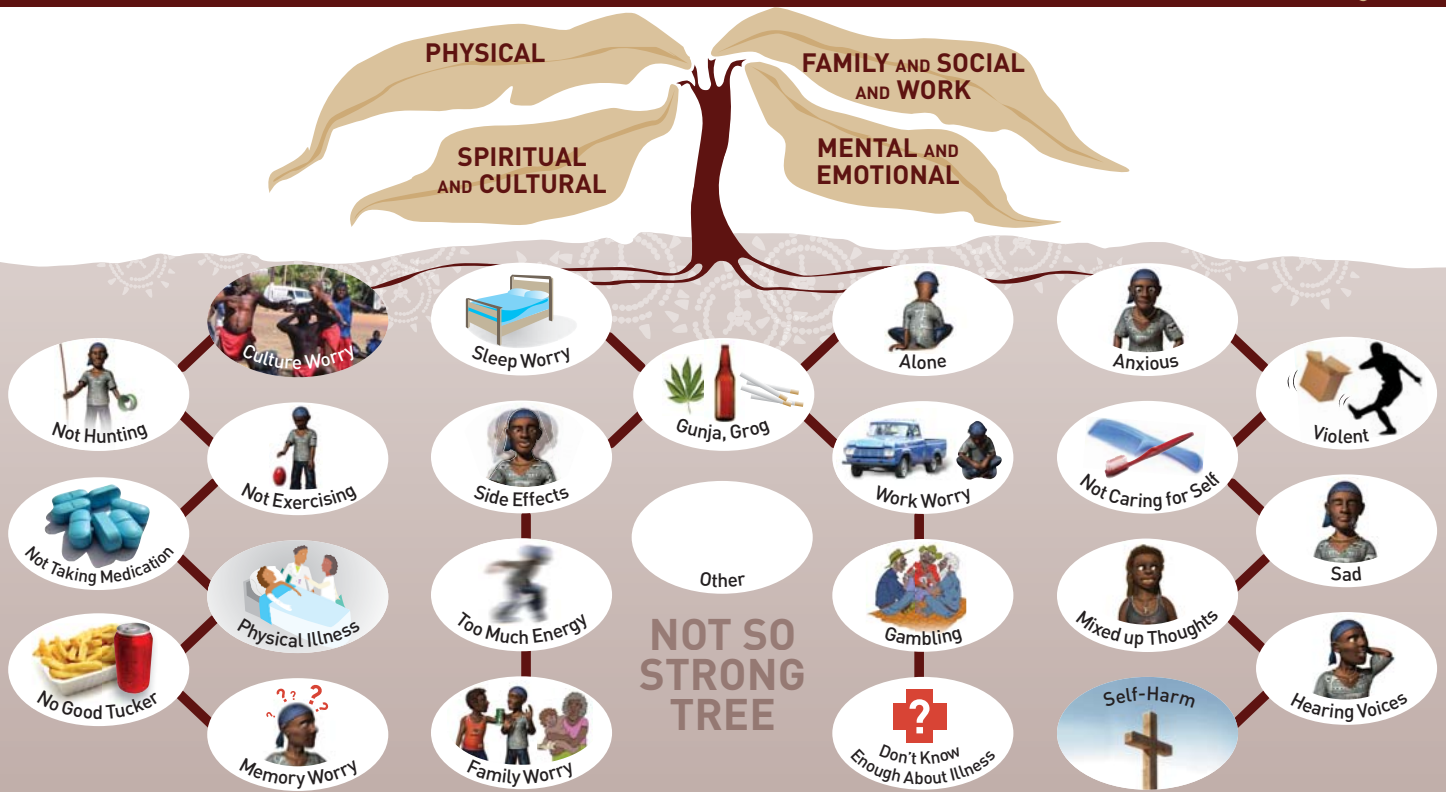 PHYSICAL
FAMILY AND SOCIAL
AND WORK
SPIRITUAL
AND CULTURAL
MENTAL AND
EMOTIONAL
Culture Worry
Sleep Worry
Alone
Anxious
Not Hunting
Gunja, Grog
Violent
Not Exercising
Side Effects
Work Worry
Not Caring for Self
Not Taking Medication
Other
Sad
Physical Illness
Too Much Energy
Gambling
Mixed up Thoughts
No Good Tucker
NOT SO
STRONG
TREE
Hearing Voices
Memory Worry
? ? ? ?
Family Worry
?
Don't Know
Enough About Illness
Self-Harm